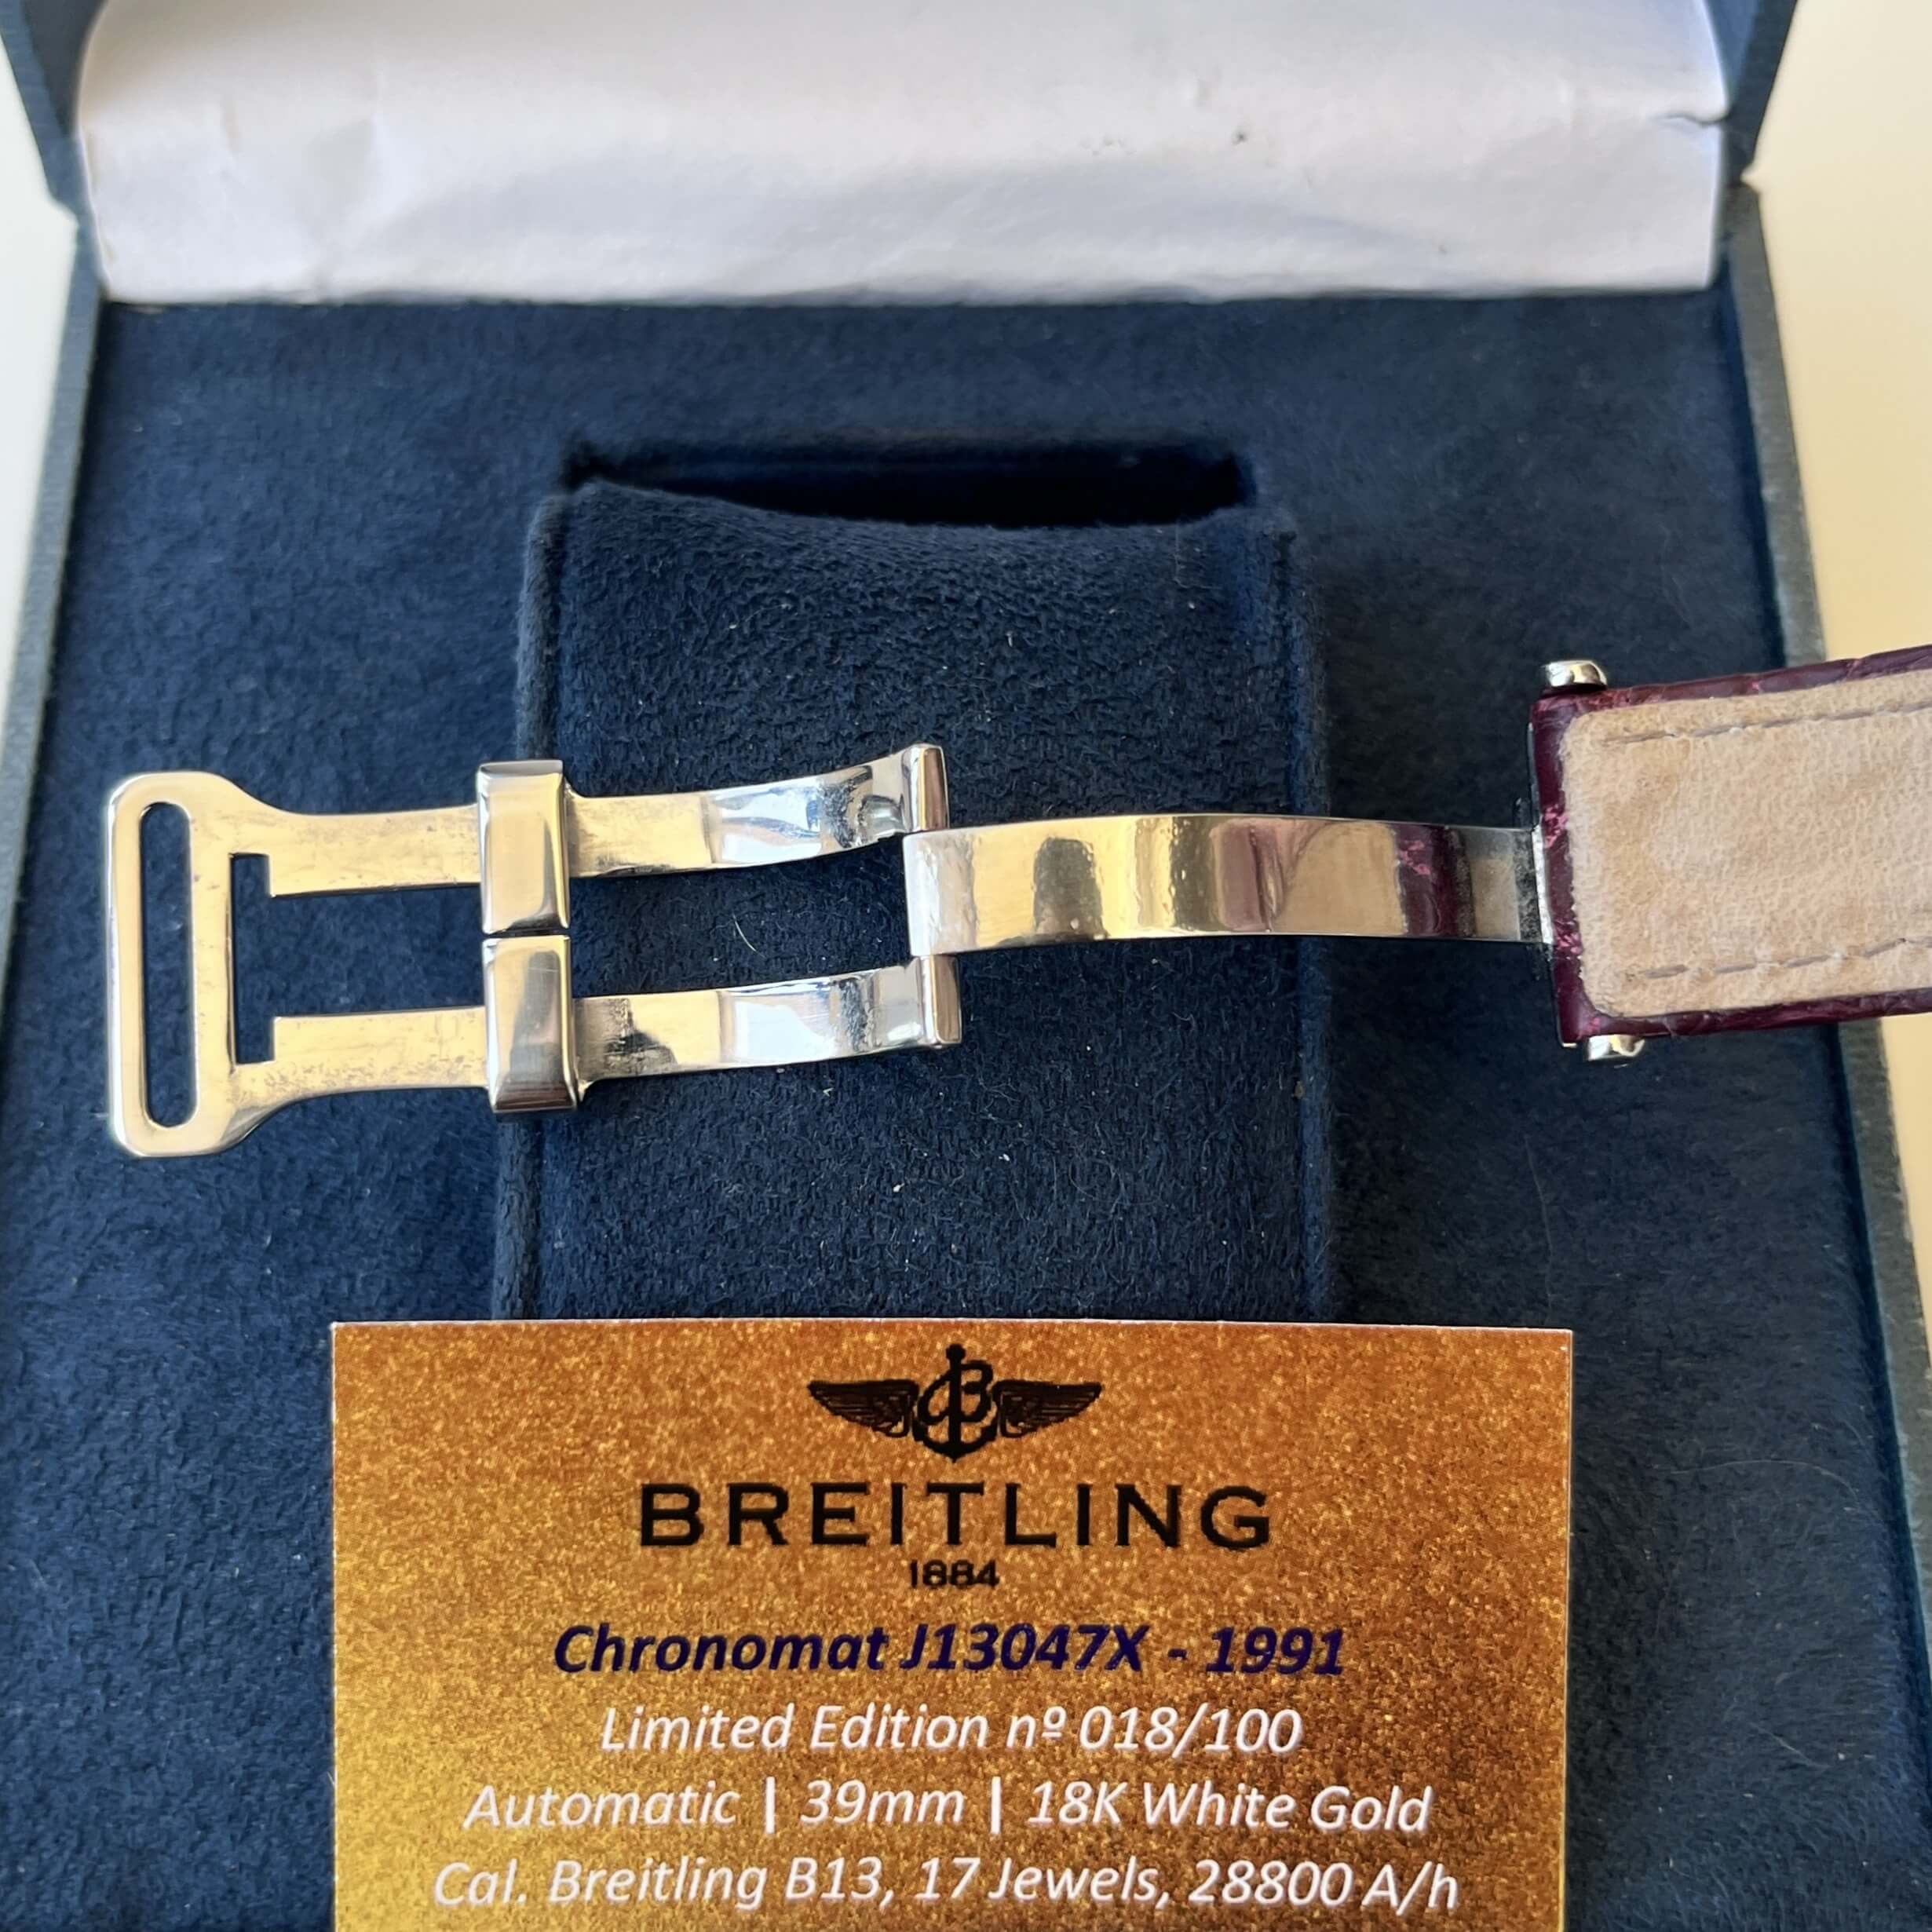 BREITLING
1884
Chronomat J13047X - 1991
Limited Edition nº 018/100
Automatic | 39mm | 18K White Gold
Cal. Breitling B13, 17 Jewels, 28800 A/h